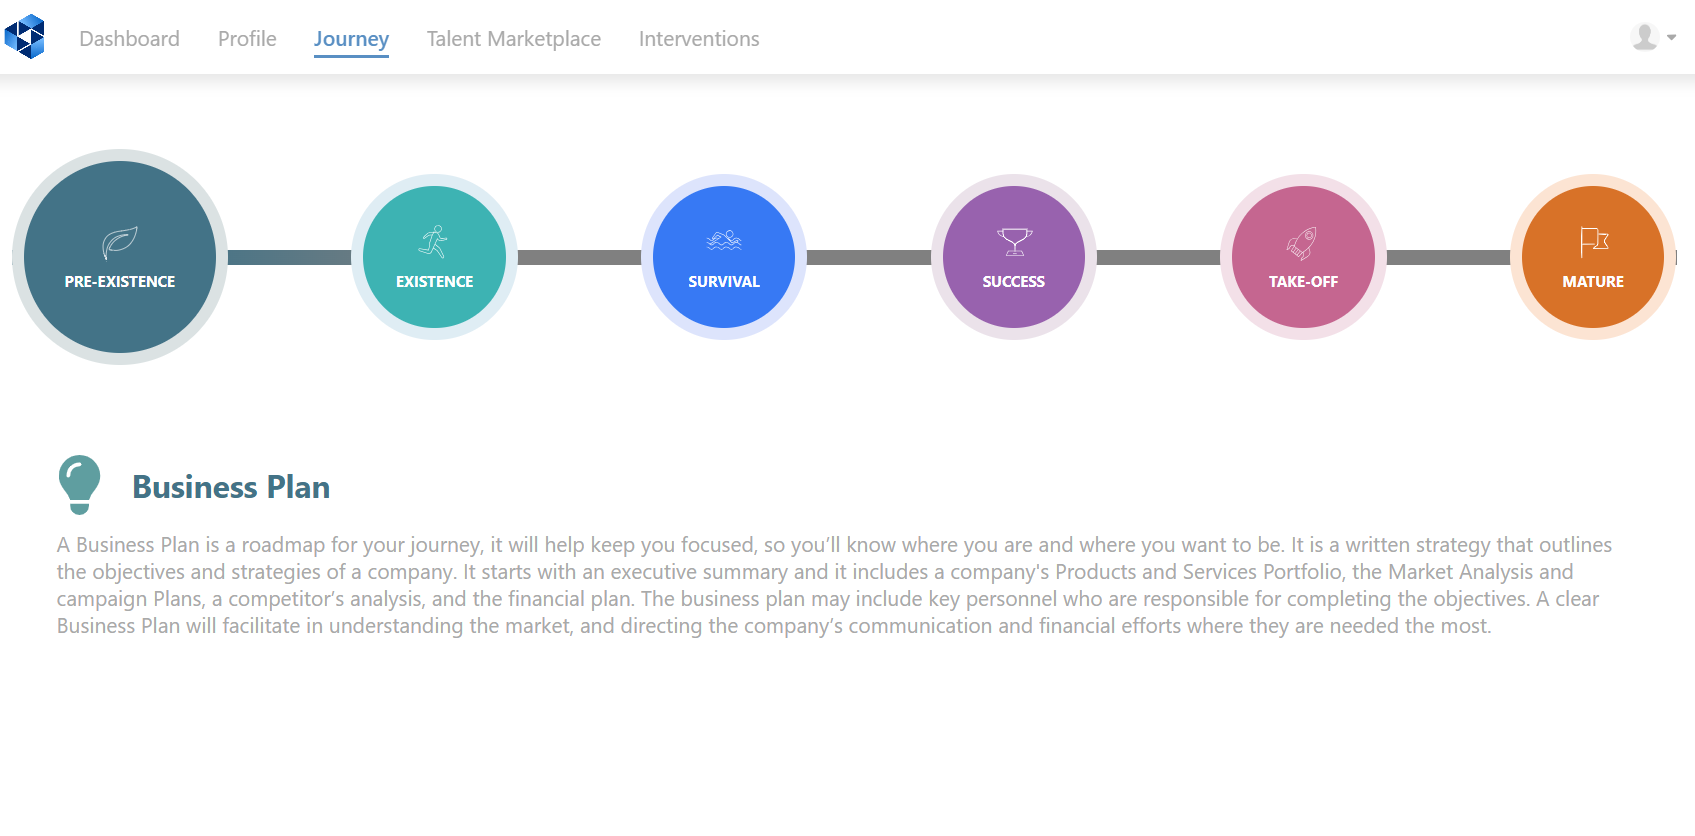 Dashboard Profile Journey Talent Marketplace Interventions
PRE-EXISTENCE EXISTENCE SURVIVAL SUCCESS TAKE-OFF MATURE
Business Plan
A Business Plan is a roadmap for your journey, it will help keep you focused, so you’ll know where you are and where you want to be. It is a written strategy that outlines
the objectives and strategies of a company. It starts with an executive summary and it includes a company's Products and Services Portfolio, the Market Analysis and
campaign Plans, a competitor’s analysis, and the financial plan. The business plan may include key personnel who are responsible for completing the objectives. A clear
Business Plan will facilitate in understanding the market, and directing the company’s communication and financial efforts where they are needed the most.